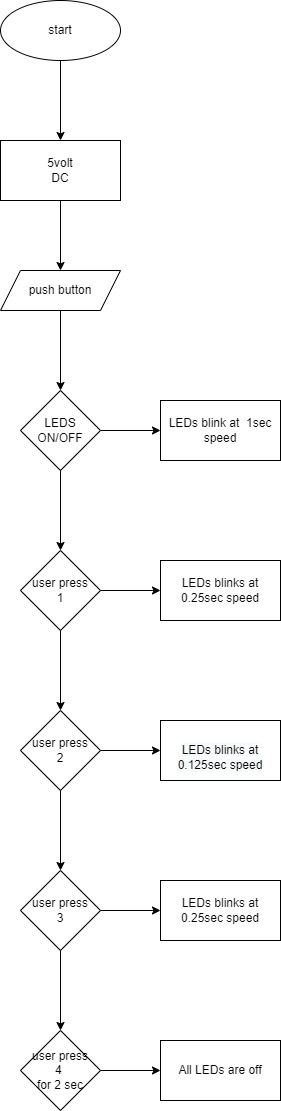 start
5volt
DC
push button
LEDS
ON/OFF
LEDs blink at  1sec
speed
user press
1
LEDs blinks at
0.25sec speed
user press
2
LEDs blinks at
0.125sec speed
user press
3
LEDs blinks at
0.25sec speed
user press
4
for 2 sec
All LEDs are off